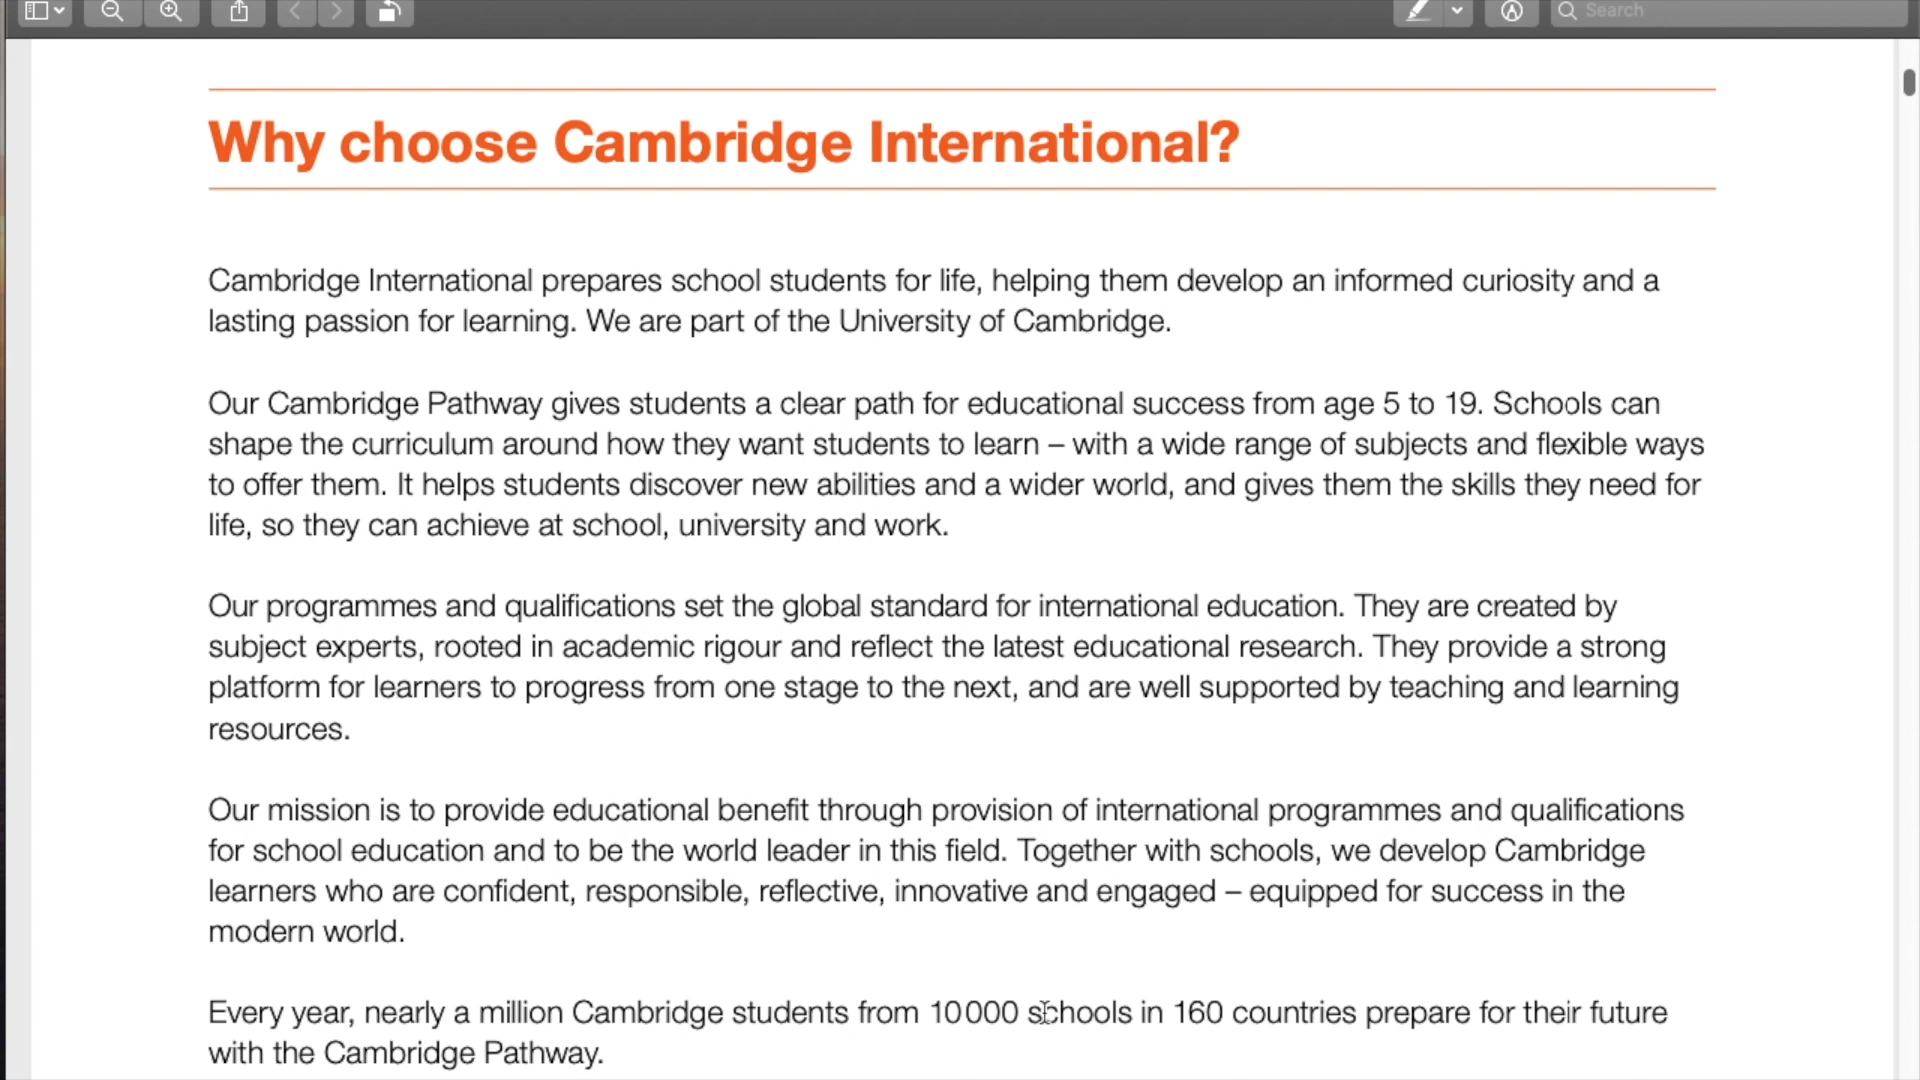 Search
Why choose Cambridge International?
Cambridge International prepares school students for life, helping them develop an informed curiosity and a
lasting passion for learning. We are part of the University of Cambridge.
Our Cambridge Pathway gives students a clear path for educational success from age 5 to 19. Schools can
shape the curriculum around how they want students to learn – with a wide range of subjects and flexible ways
to offer them. It helps students discover new abilities and a wider world, and gives them the skills they need for
life, so they can achieve at school, university and work.
Our programmes and qualifications set the global standard for international education. They are created by
subject experts, rooted in academic rigour and reflect the latest educational research. They provide a strong
platform for learners to progress from one stage to the next, and are well supported by teaching and learning
resources.
Our mission is to provide educational benefit through provision of international programmes and qualifications
for school education and to be the world leader in this field. Together with schools, we develop Cambridge
learners who are confident, responsible, reflective, innovative and engaged – equipped for success in the
modern world.
Every year, nearly a million Cambridge students from 10 000 schools in 160 countries prepare for their future
with the Cambridge Pathway.